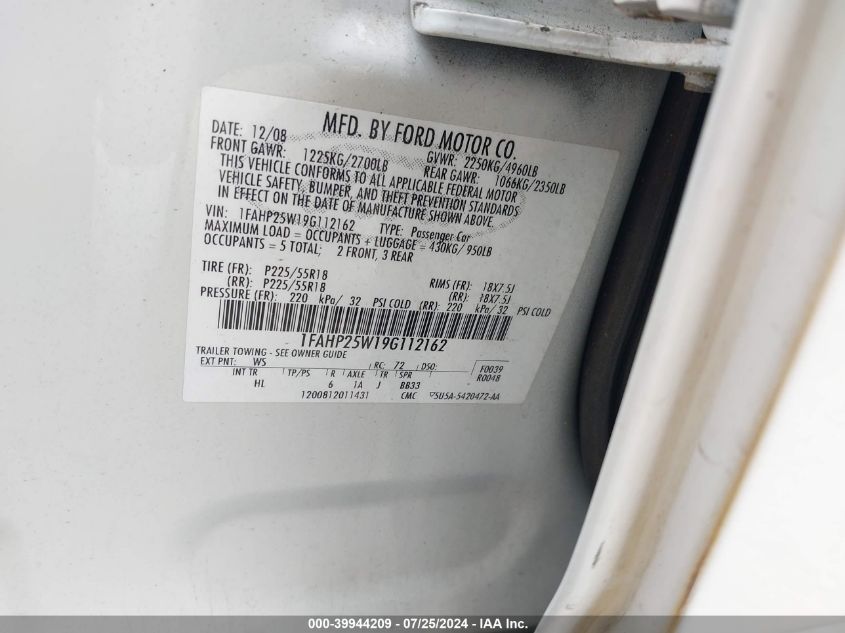 MFD. BY FORD MOTOR CO.
DATE: 12/08 GVWR: 2250KG/4960LB
FRONT GAWR: 1225KG/2700LB REAR GAWR: 1066KG/2350LB
THIS VEHICLE CONFORMS TO ALL APPLICABLE FEDERAL MOTOR
VEHICLE SAFETY, BUMPER, AND THEFT PREVENTION STANDARDS
IN EFFECT ON THE DATE OF MANUFACTURE SHOWN ABOVE.
VIN: 1FAHP25W19G112162 TYPE: Passenger Car
MAXIMUM LOAD = OCCUPANTS + LUGGAGE = 430KG/950LB
OCCUPANTS = 5 TOTAL; 2 FRONT, 3 REAR
TIRE (FR): P225/55R18 RIMS (FR): 18X7.5J
(RR): P225/55R18 (RR): 18X7.5J
PRESSURE (FR): 220 kPa/ 32 PSI COLD (RR): 220 kPa/ 32 PSI COLD
1FAHP25W19G112162
TRAILER TOWING - SEE OWNER GUIDE
EXT PNT: WS RC: 72 DSO: F0039
INT TR TP/PS R AXLE TR SPR R0048
HL 6 1A J BB33
1200812011431 CMC 5U5A-5420472-AA
000-39944209 - 07/25/2024 - IAA Inc.